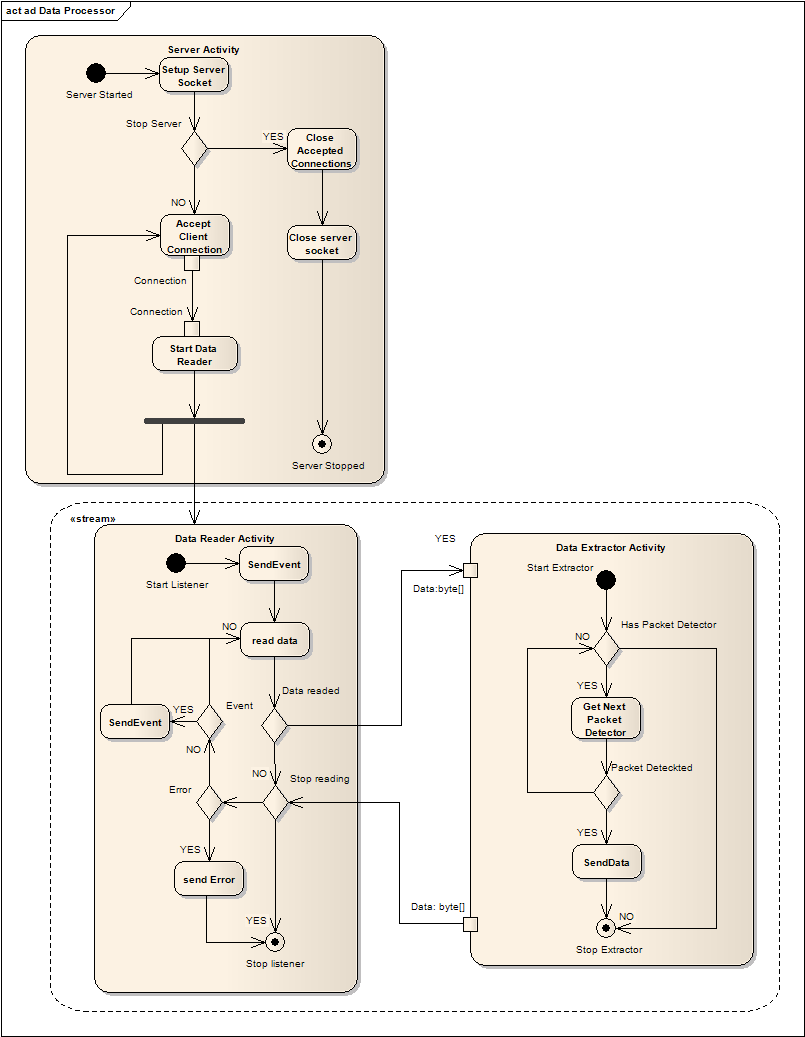 act ad Data Processor
Server Activity
Server Started
Setup Server
Socket
Stop Server
YES
Close
Accepted
Connections
NO
Accept
Client
Connection
Close server
socket
Connection
Connection
Start Data
Reader
Server Stopped
«stream»
Data Reader Activity
Start Listener
SendEvent
NO
read data
Data readed
Event
YES
SendEvent
NO
NO
Stop reading
Error
YES
send Error
YES
Stop listener
YES
Data:byte[]
Data: byte[]
Data Extractor Activity
Start Extractor
Has Packet Detector
NO
YES
Get Next
Packet
Detector
Packet Deteckted
YES
SendData
NO
Stop Extractor